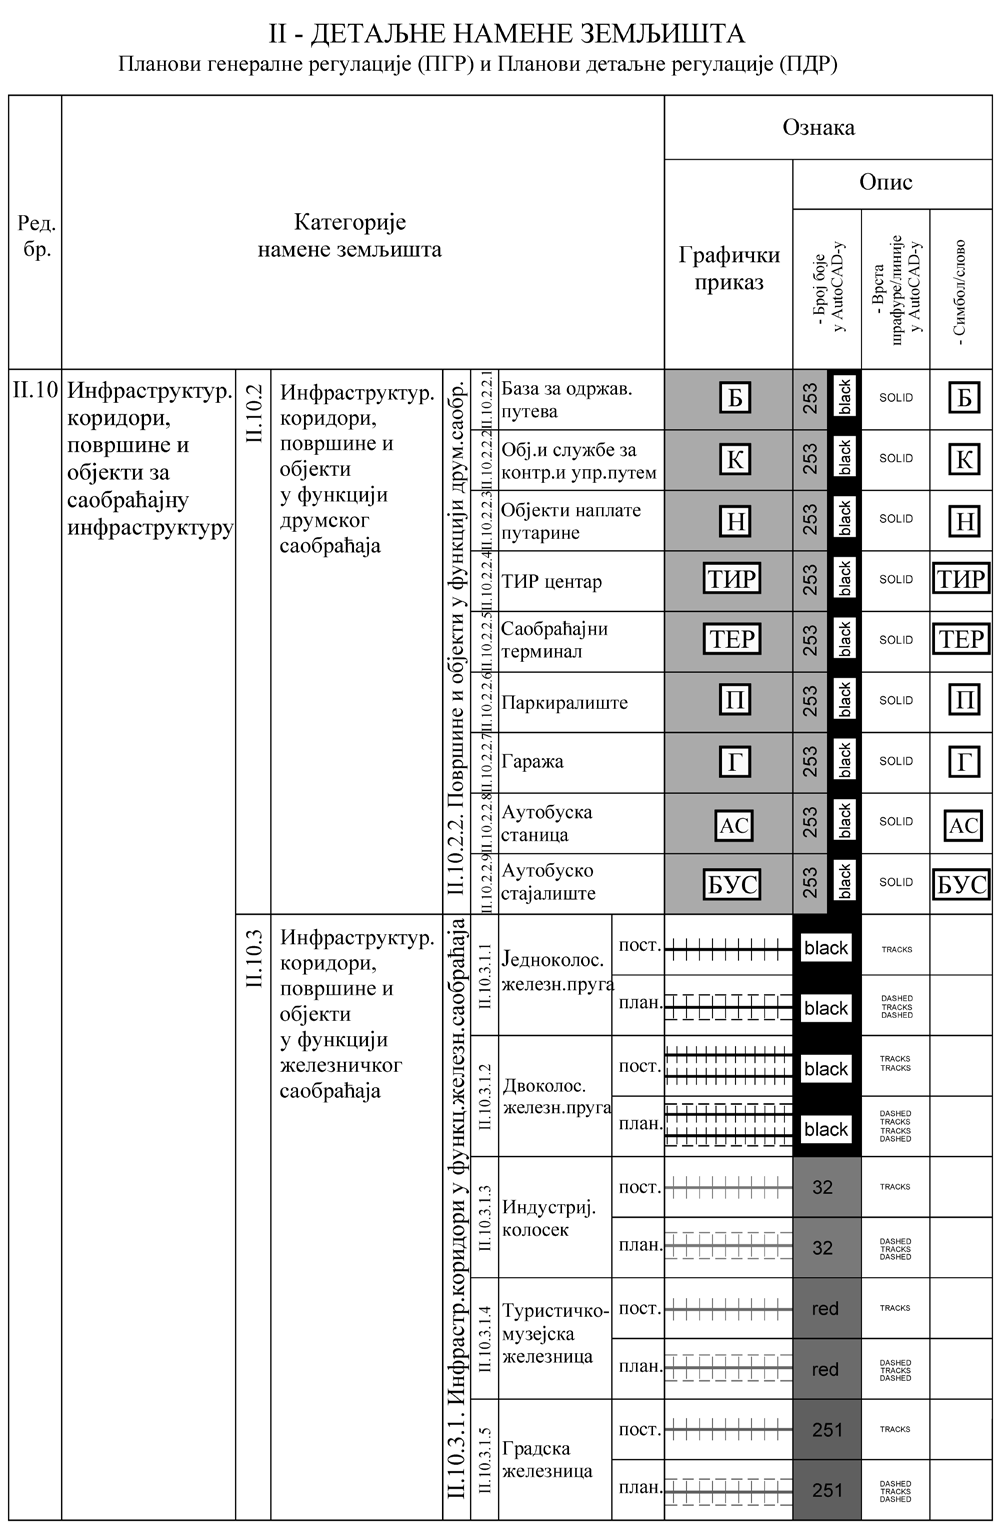 II - ДЕТАЉНЕ НАМЕНЕ ЗЕМЉИШТА
Планови генералне регулације (ПГР) и Планови детаљне регулације (ПДР)
Ред.
бр.
Категорије
намене земљишта
Ознака
Графички
приказ
Опис
- Број боје
у AutoCAD-у
- Врста
шрафуре/линије
у AutoCAD-у
- Симбол/слово
II.10
Инфраструктур.
коридори,
површине и
објекти за
саобраћајну
инфраструктуру
II.10.2
Инфраструктур.
коридори,
површине и
објекти
у функцији
друмског
саобраћаја
II.10.2.2. Површине и објекти у функцији друм.саобр.
II.10.2.2.1
База за одржав.
путева
Б
253
black
SOLID
Б
II.10.2.2.2
Обј.и службе за
контр.и упр.путем
К
253
black
SOLID
К
II.10.2.2.3
Објекти наплате
путарине
Н
253
black
SOLID
Н
II.10.2.2.4
ТИР центар
ТИР
253
black
SOLID
ТИР
II.10.2.2.5
Саобраћајни
терминал
ТЕР
253
black
SOLID
ТЕР
II.10.2.2.6
Паркиралиште
П
253
black
SOLID
П
II.10.2.2.7
Гаража
Г
253
black
SOLID
Г
II.10.2.2.8
Аутобуска
станица
АС
253
black
SOLID
АС
II.10.2.2.9
Аутобуско
стајалиште
БУС
253
black
SOLID
БУС
II.10.3
Инфраструктур.
коридори,
површине и
објекти
у функцији
железничког
саобраћаја
II.10.3.1. Инфрастр.коридори у функц.железн.саобраћаја
II.10.3.1.1
Једноколос.
железн.пруга
пост.
black
TRACKS
план.
black
DASHED
TRACKS
DASHED
II.10.3.1.2
Двоколос.
железн.пруга
пост.
black
TRACKS
TRACKS
план.
black
DASHED
TRACKS
TRACKS
DASHED
II.10.3.1.3
Индустриј.
колосек
пост.
32
TRACKS
план.
32
DASHED
TRACKS
DASHED
II.10.3.1.4
Туристичко-
музејска
железница
пост.
red
TRACKS
план.
red
DASHED
TRACKS
DASHED
II.10.3.1.5
Градска
железница
пост.
251
TRACKS
план.
251
DASHED
TRACKS
DASHED